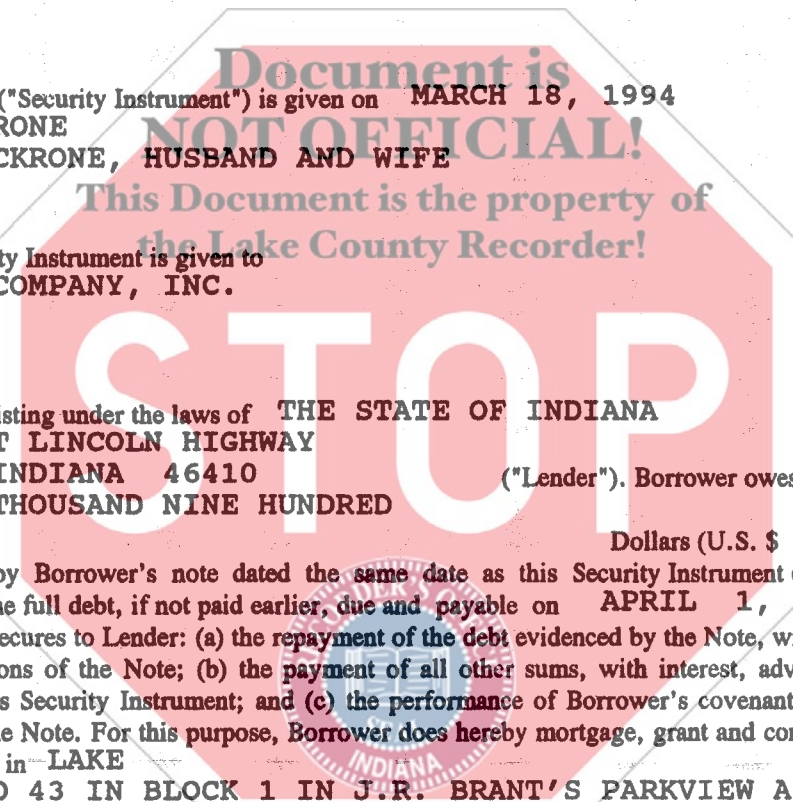 Document is
("Security Instrument") is given on MARCH 18, 1994
RONE
NOT OFFICIAL!
CKRONE, HUSBAND AND WIFE
This Document is the property of
the Lake County Recorder!
ty Instrument is given to
COMPANY, INC.
STOP
isting under the laws of THE STATE OF INDIANA
T LINCOLN HIGHWAY
INDIANA 46410 ("Lender"). Borrower owes
THOUSAND NINE HUNDRED
Dollars (U.S. $
by Borrower's note dated the same date as this Security Instrument
he full debt, if not paid earlier, due and payable on APRIL 1,
ecures to Lender: (a) the repayment of the debt evidenced by the Note, wi
ons of the Note; (b) the payment of all other sums, with interest, adv
s Security Instrument; and (c) the performance of Borrower's covenant
e Note. For this purpose, Borrower does hereby mortgage, grant and con
in LAKE
INDIANA
D 43 IN BLOCK 1 IN J.R. BRANT'S PARKVIEW A